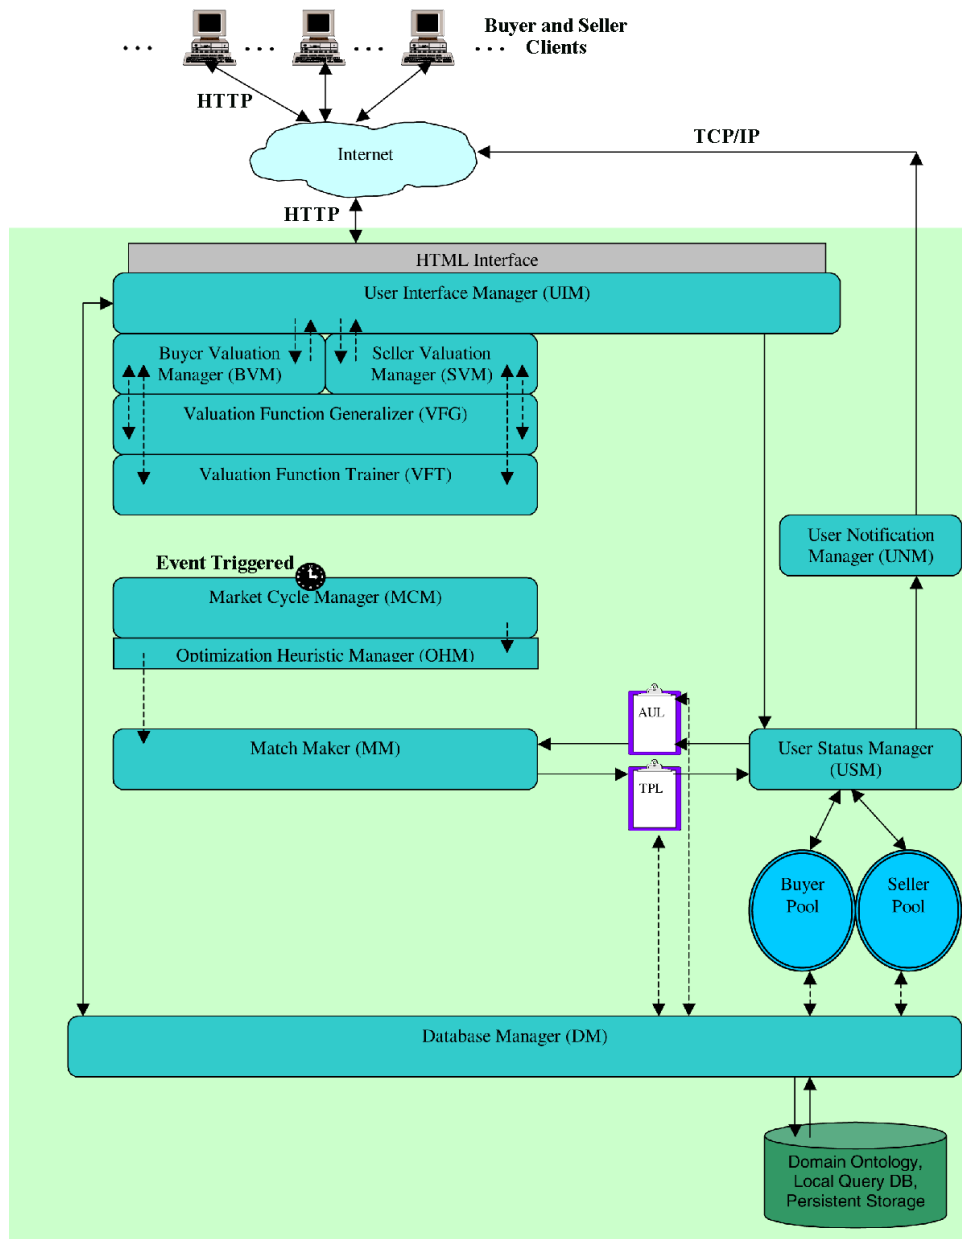 Buyer and Seller
Clients
... ... ... ...
HTTP
TCP/IP
Internet
HTTP
HTML Interface
User Interface Manager (UIM)
Buyer Valuation
Manager (BVM)
Seller Valuation
Manager (SVM)
Valuation Function Generalizer (VFG)
Valuation Function Trainer (VFT)
User Notification
Manager (UNM)
Event Triggered
Market Cycle Manager (MCM)
Optimization Heuristic Manager (OHM)
AUL
Match Maker (MM)
User Status Manager
(USM)
TPL
Buyer
Pool
Seller
Pool
Database Manager (DM)
Domain Ontology,
Local Query DB,
Persistent Storage